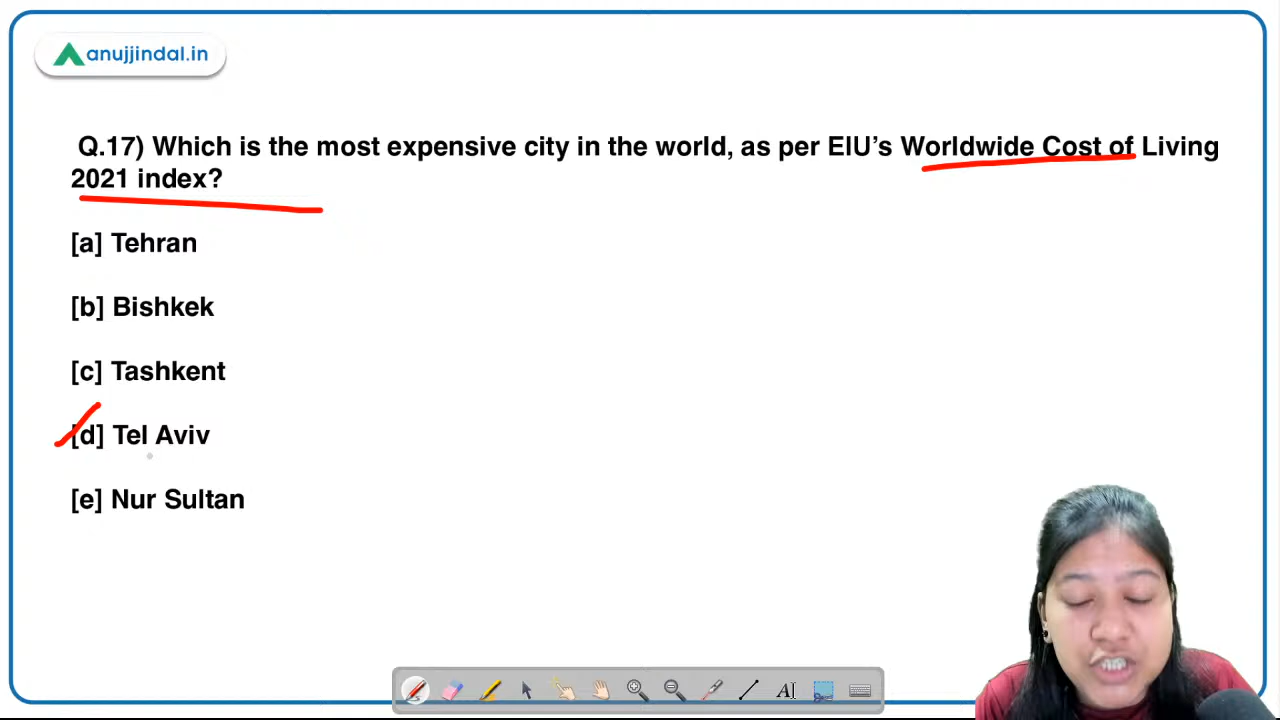 anujjindal.in
Q.17) Which is the most expensive city in the world, as per EIU’s Worldwide Cost of Living
2021 index?
[a] Tehran
[b] Bishkek
[c] Tashkent
[d] Tel Aviv
[e] Nur Sultan
A